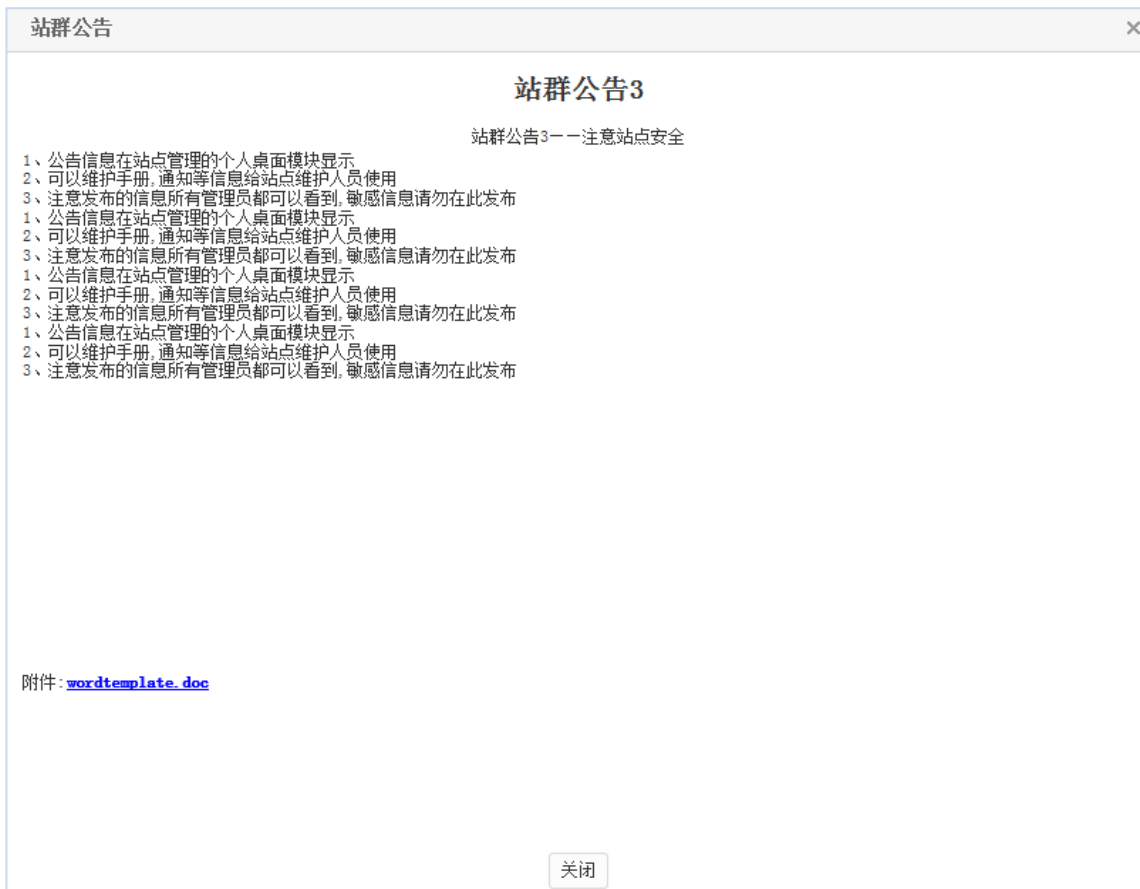 站群公告
×
站群公告3
站群公告3——注意站点安全
1、公告信息在站点管理的个人桌面模块显示
2、可以维护手册,通知等信息给站点维护人员使用
3、注意发布的信息所有管理员都可以看到,敏感信息请勿在此发布
1、公告信息在站点管理的个人桌面模块显示
2、可以维护手册,通知等信息给站点维护人员使用
3、注意发布的信息所有管理员都可以看到,敏感信息请勿在此发布
1、公告信息在站点管理的个人桌面模块显示
2、可以维护手册,通知等信息给站点维护人员使用
3、注意发布的信息所有管理员都可以看到,敏感信息请勿在此发布
1、公告信息在站点管理的个人桌面模块显示
2、可以维护手册,通知等信息给站点维护人员使用
3、注意发布的信息所有管理员都可以看到,敏感信息请勿在此发布
附件:wordtemplate.doc
关闭